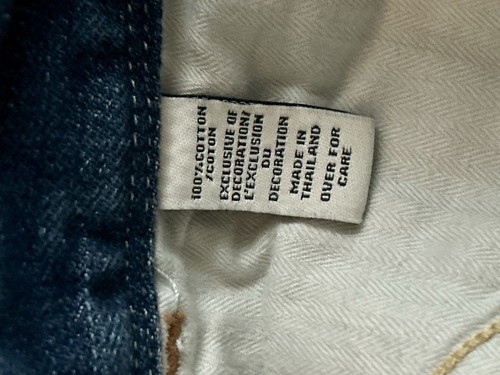 100% COTTON
/COTON
EXCLUSIVE OF
DECORATION/
L'EXCLUSION
DU
DECORATION
MADE IN
THAILAND
OVER FOR
CARE